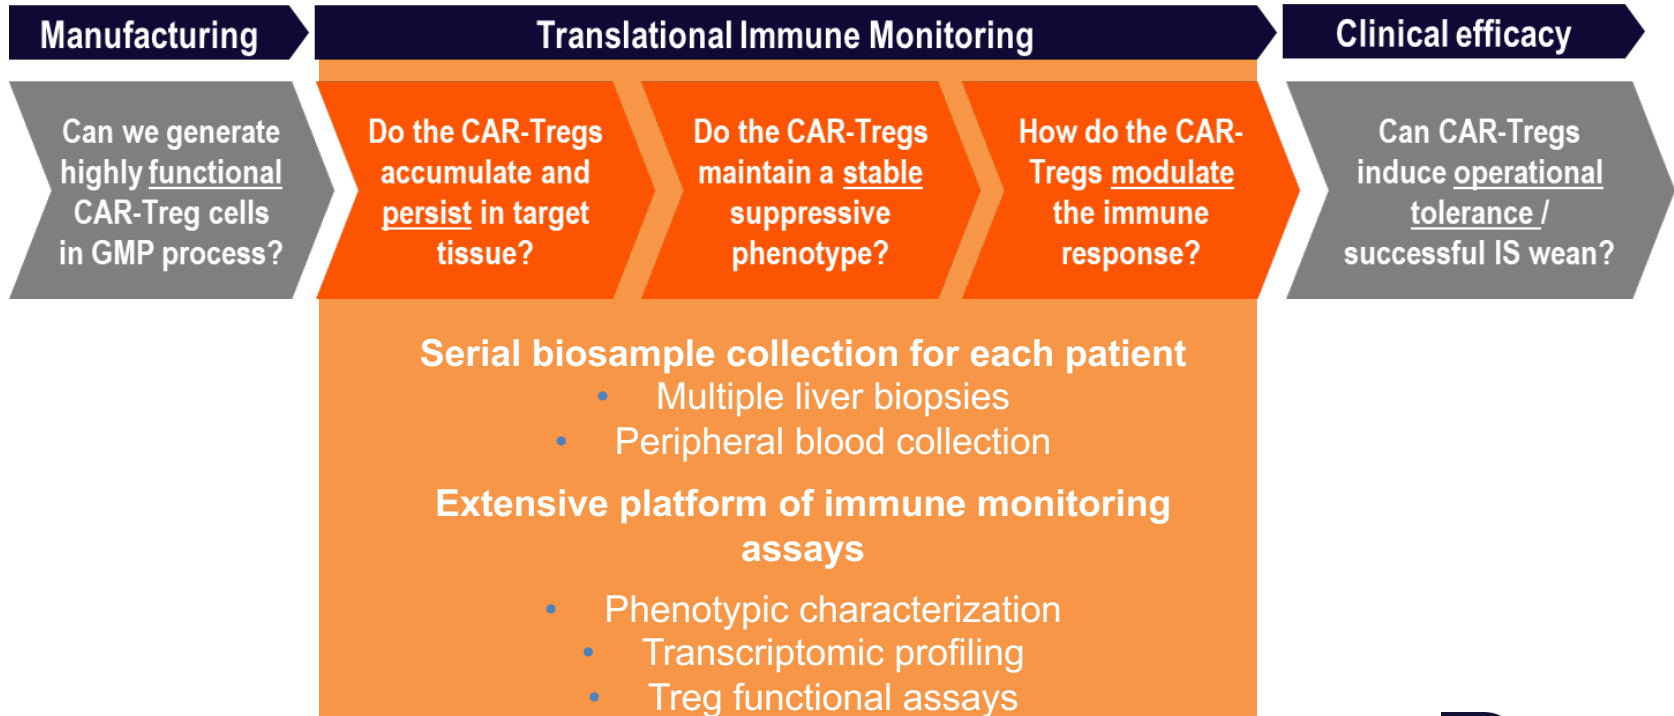 Manufacturing
Translational Immune Monitoring
Clinical efficacy
Can we generate
highly functional
CAR-Treg cells
in GMP process?
Do the CAR-Tregs
accumulate and
persist in target
tissue?
Do the CAR-Tregs
maintain a stable
suppressive
phenotype?
How do the CAR-
Tregs modulate
the immune
response?
Can CAR-Tregs
induce operational
tolerance /
successful IS wean?
Serial biosample collection for each patient
• Multiple liver biopsies
• Peripheral blood collection
Extensive platform of immune monitoring
assays
• Phenotypic characterization
• Transcriptomic profiling
• Treg functional assays